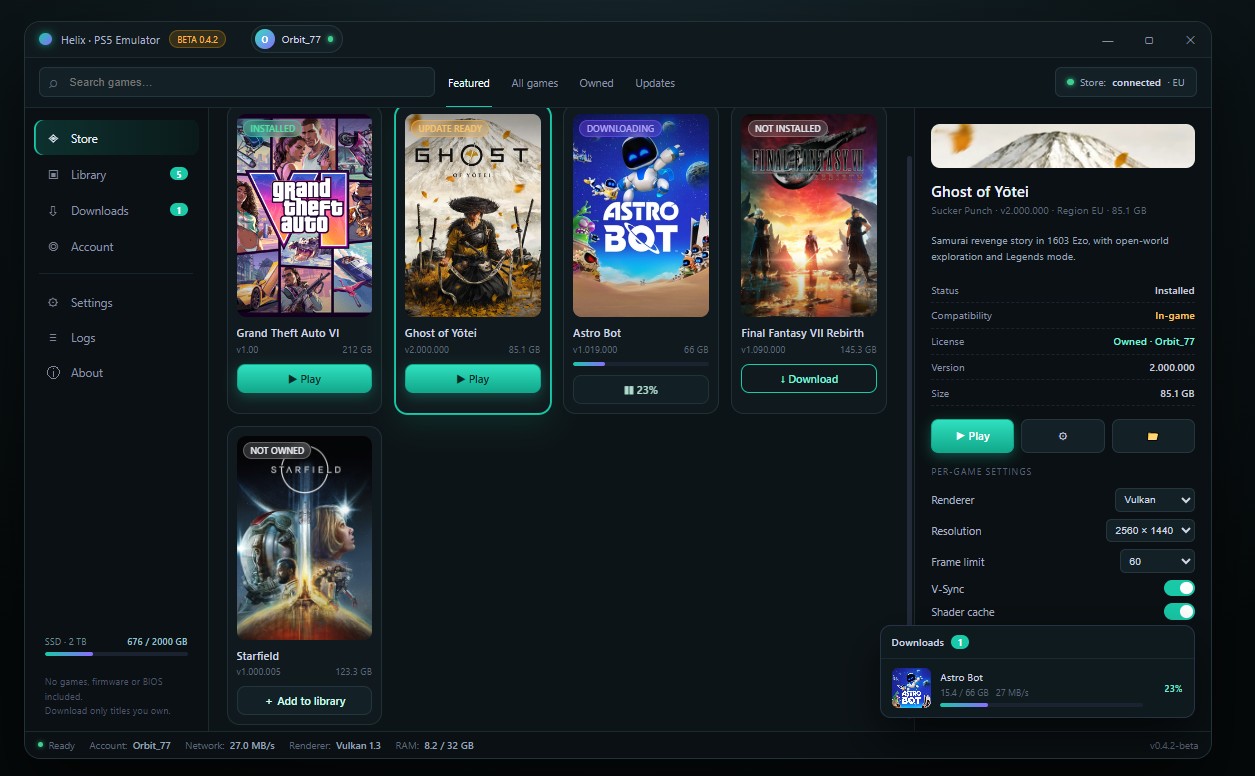 Helix · PS5 Emulator BETA 0.4.2 O Orbit_77
Search games... Featured All games Owned Updates Store: connected · EU
Store
Library 5
Downloads 1
Account
Settings
Logs
About
SSD · 2 TB 676 / 2000 GB
No games, firmware or BIOS
included.
Download only titles you own.
INSTALLED
grand
theft
auto
Grand Theft Auto VI
v1.00 212 GB
▶ Play
UPDATE READY
GHOST
OF YŌTEI
Ghost of Yōtei
v2.000.000 85.1 GB
▶ Play
DOWNLOADING
ASTRO
BOT
Astro Bot
v1.019.000 66 GB
23%
NOT INSTALLED
FINAL FANTASY VII
REBIRTH
Final Fantasy VII Rebirth
v1.090.000 145.3 GB
↓ Download
NOT OWNED
STARFIELD
Starfield
v1.000.005 123.3 GB
+ Add to library
Ghost of Yōtei
Sucker Punch · v2.000.000 · Region EU · 85.1 GB
Samurai revenge story in 1603 Ezo, with open-world
exploration and Legends mode.
Status Installed
Compatibility In-game
License Owned · Orbit_77
Version 2.000.000
Size 85.1 GB
▶ Play
PER-GAME SETTINGS
Renderer Vulkan
Resolution 2560 × 1440
Frame limit 60
V-Sync
Shader cache
Downloads 1
ASTRO
BOT
Astro Bot
15.4 / 66 GB 27 MB/s
23%
Ready Account: Orbit_77 Network: 27.0 MB/s Renderer: Vulkan 1.3 RAM: 8.2 / 32 GB v0.4.2-beta